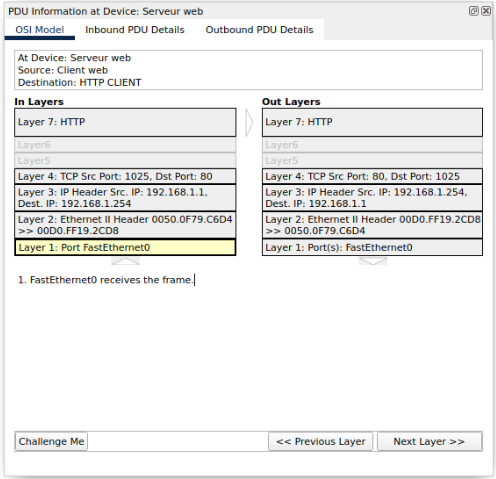 PDU Information at Device: Serveur web
OSI Model
Inbound PDU Details
Outbound PDU Details
At Device: Serveur web
Source: Client web
Destination: HTTP CLIENT
In Layers
Layer 7: HTTP
Layer6
Layer5
Layer 4: TCP Src Port: 1025, Dst Port: 80
Layer 3: IP Header Src. IP: 192.168.1.1,
Dest. IP: 192.168.1.254
Layer 2: Ethernet II Header 0050.0F79.C6D4
>> 00D0.FF19.2CD8
Layer 1: Port FastEthernet0
Out Layers
Layer 7: HTTP
Layer6
Layer5
Layer 4: TCP Src Port: 80, Dst Port: 1025
Layer 3: IP Header Src. IP: 192.168.1.254,
Dest. IP: 192.168.1.1
Layer 2: Ethernet II Header 00D0.FF19.2CD8
>> 0050.0F79.C6D4
Layer 1: Port(s): FastEthernet0
1. FastEthernet0 receives the frame.
Challenge Me
<< Previous Layer
Next Layer >>